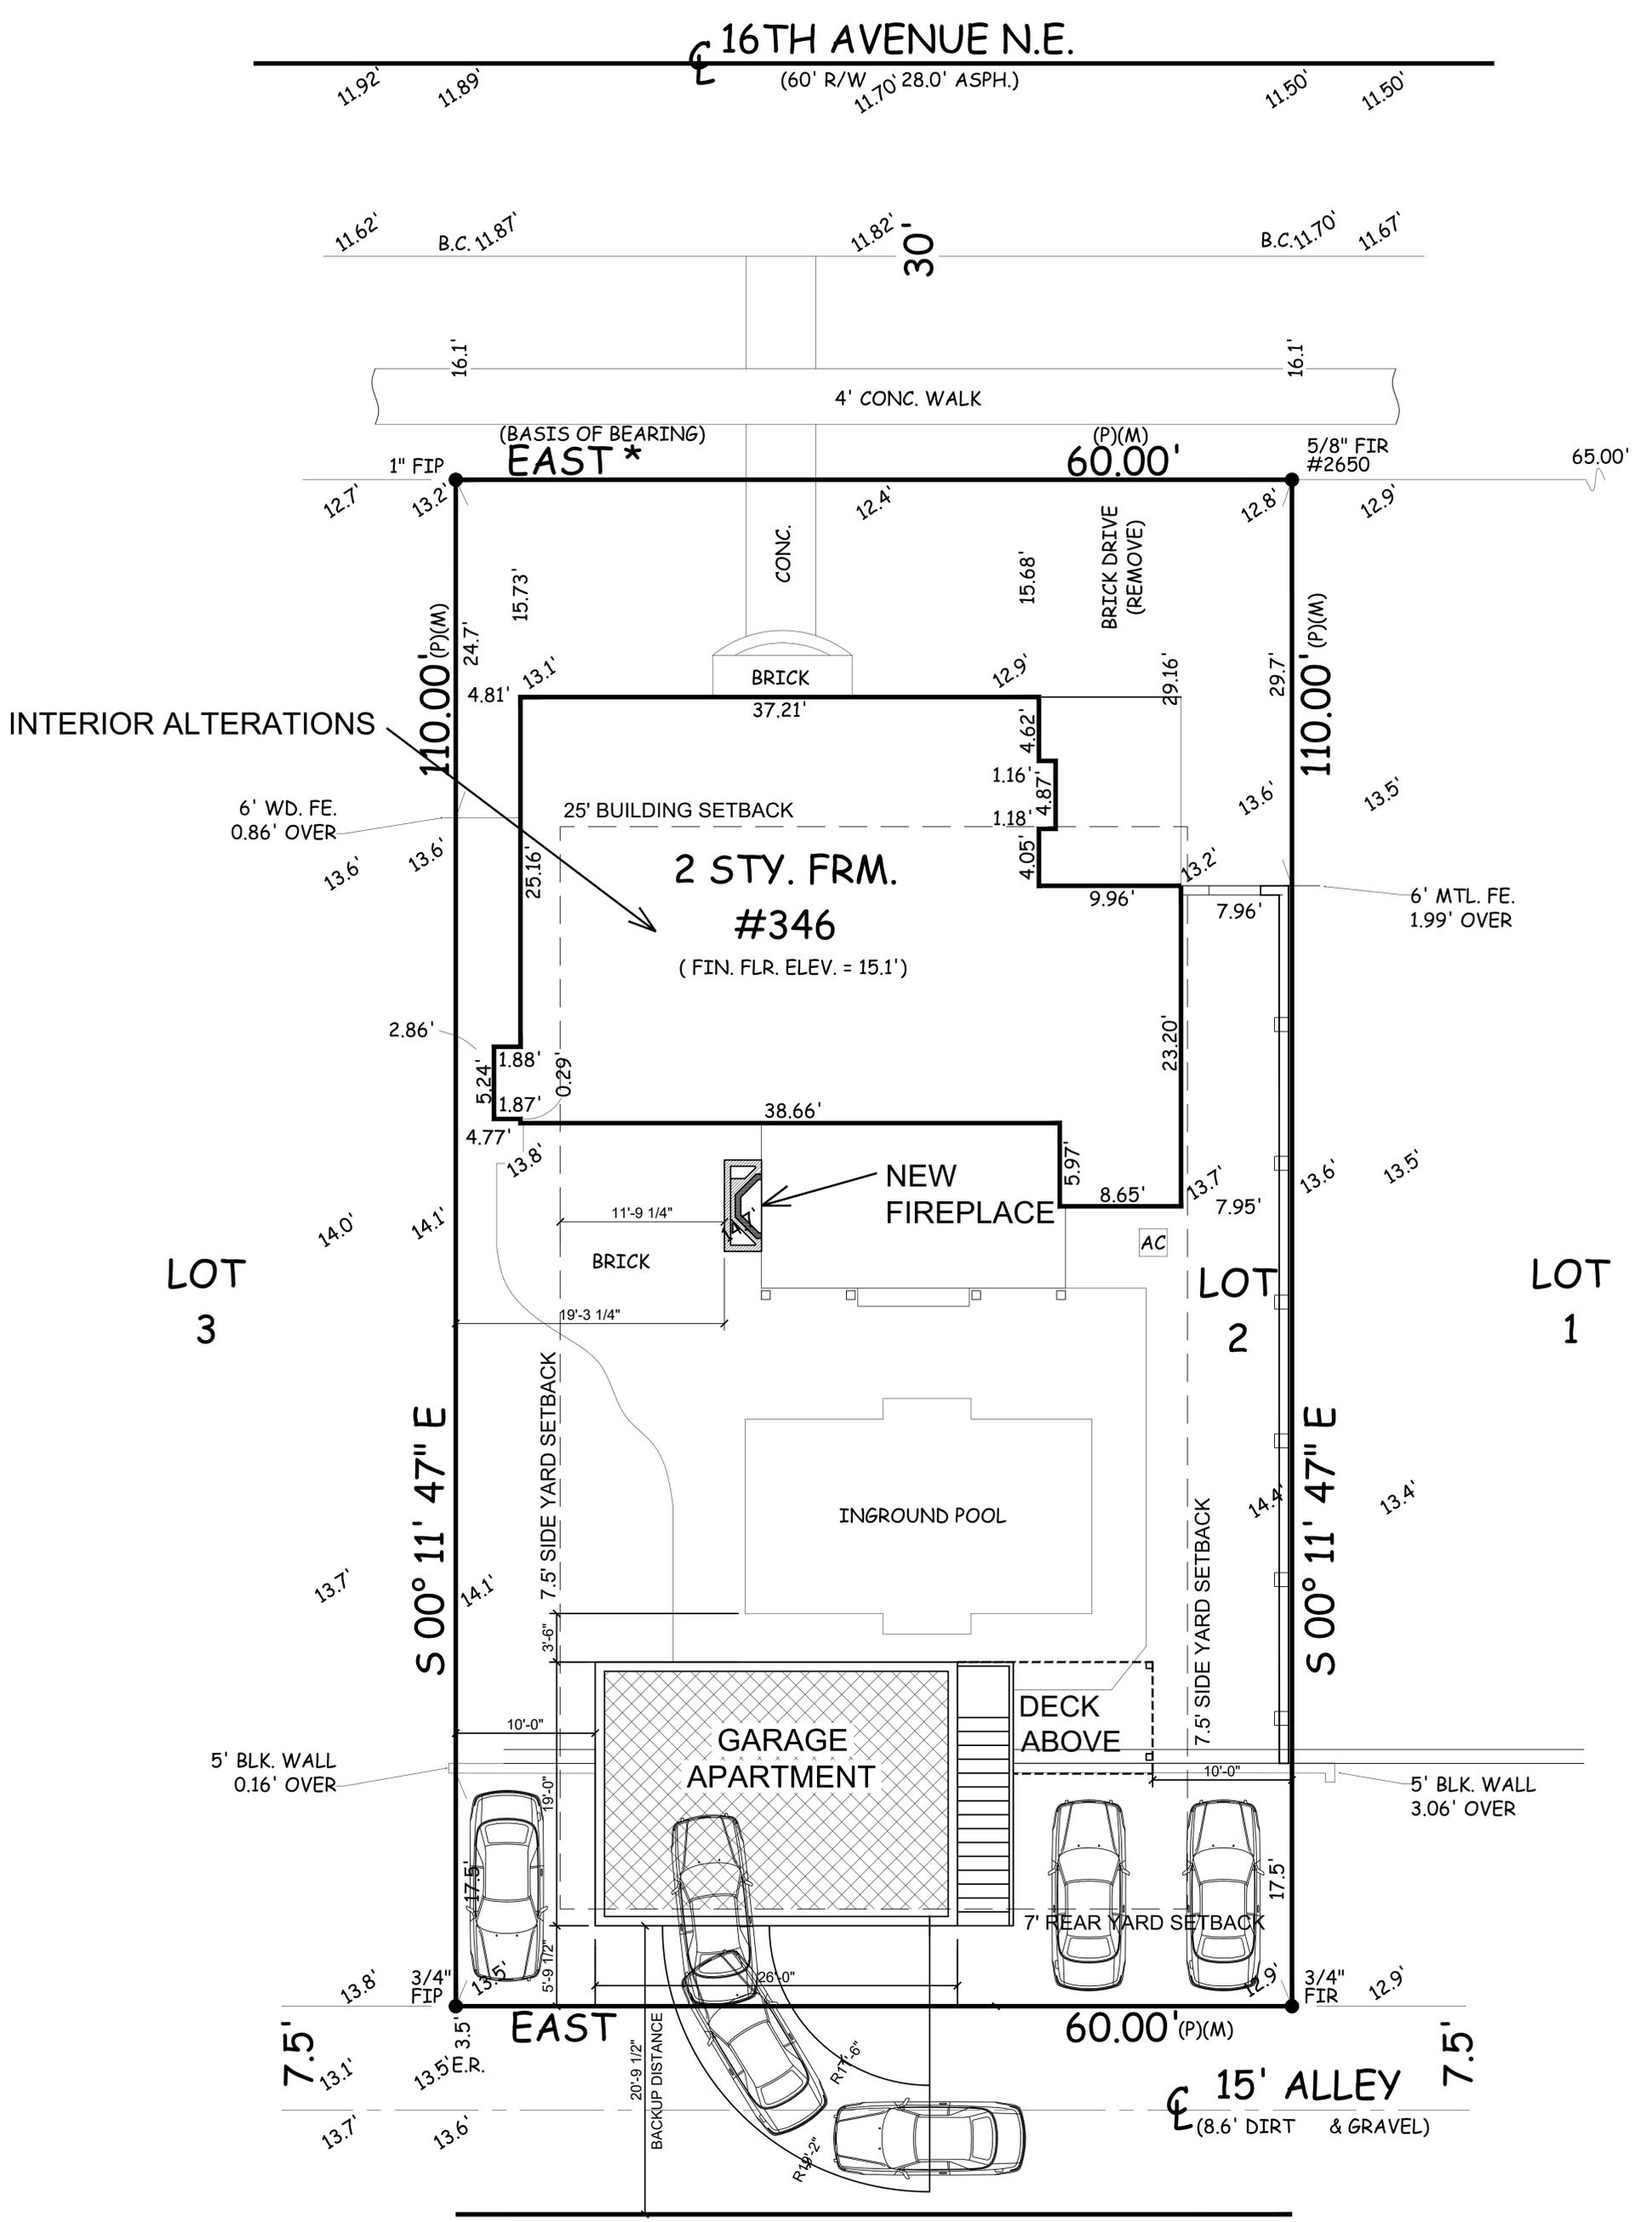 ℄ 16TH AVENUE N.E.
(60' R/W 28.0' ASPH.)
11.92'
11.89'
11.70'
11.50'
11.50'
11.62'
B.C. 11.87'
11.82'
30'
B.C. 11.70'
11.67'
16.1'
16.1'
4' CONC. WALK
(BASIS OF BEARING)
EAST *
(P)(M)
60.00'
1" FIP
5/8" FIR
#2650
65.00'
12.7'
13.2'
12.4'
12.8'
12.9'
CONC.
15.73'
15.68'
BRICK DRIVE
(REMOVE)
110.00' (P)(M)
24.7'
29.16'
29.7'
110.00' (P)(M)
4.81'
13.1'
BRICK
12.9'
37.21'
INTERIOR ALTERATIONS
4.62'
1.16'
4.87'
1.18'
4.05'
13.6'
13.5'
6' WD. FE.
0.86' OVER
25' BUILDING SETBACK
13.6'
13.6'
25.16'
2 STY. FRM.
#346
( FIN. FLR. ELEV. = 15.1')
13.2'
9.96'
7.96'
6' MTL. FE.
1.99' OVER
2.86'
1.88'
5.24'
0.29'
1.87'
4.77'
13.8'
38.66'
23.20'
5.97'
8.65'
13.7'
7.95'
13.6'
13.5'
NEW
FIREPLACE
11'-9 1/4"
BRICK
AC
14.0'
14.1'
LOT
3
LOT
2
LOT
1
19'-3 1/4"
7.5' SIDE YARD SETBACK
7.5' SIDE YARD SETBACK
S 00° 11' 47" E
S 00° 11' 47" E
INGROUND POOL
14.4'
13.4'
13.7'
14.1'
3'-6"
10'-0"
GARAGE
APARTMENT
DECK
ABOVE
5' BLK. WALL
0.16' OVER
10'-0"
5' BLK. WALL
3.06' OVER
19'-0"
17.5'
17.5'
7' REAR YARD SETBACK
5'-9 1/2"
13.8'
3/4"
FIP
13.5'
26'-0"
12.9'
3/4"
FIR
12.9'
EAST
60.00' (P)(M)
7.5'
3.5'
13.1'
13.5' E.R.
20'-9 1/2"
BACKUP DISTANCE
R19'-2"
℄ 15' ALLEY
(8.6' DIRT & GRAVEL)
7.5'
13.7'
13.6'